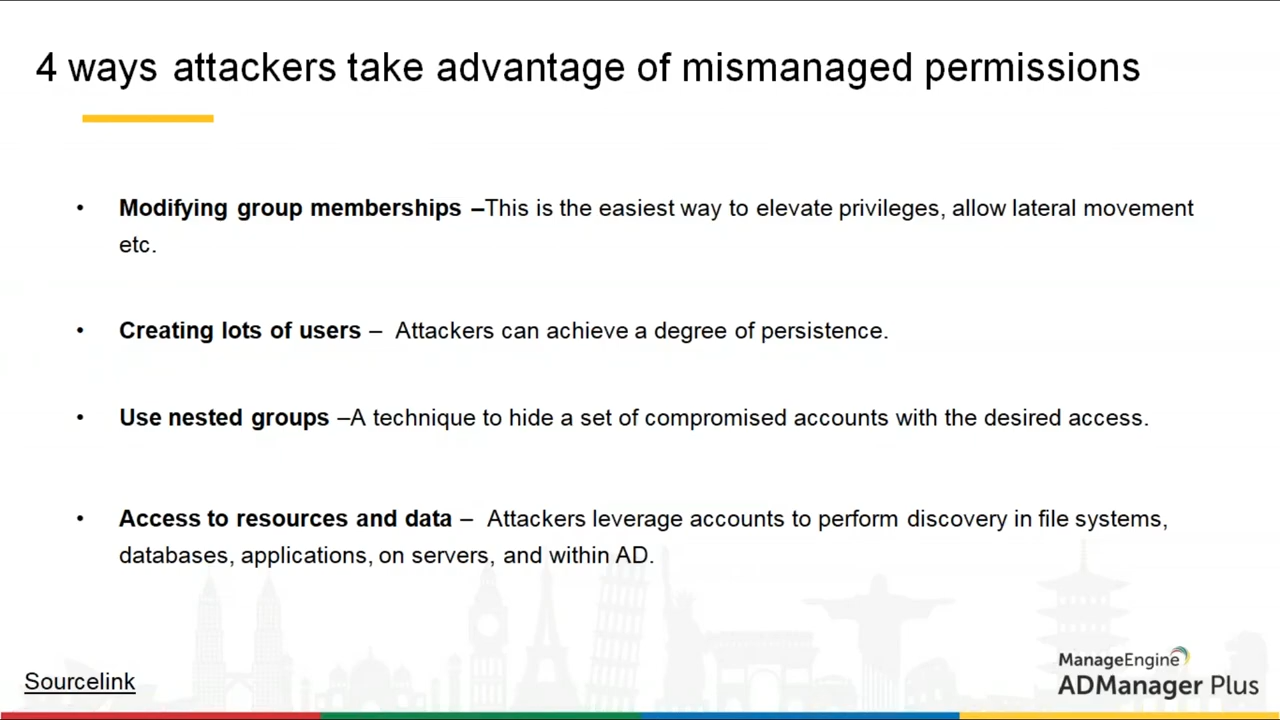 4 ways attackers take advantage of mismanaged permissions
• Modifying group memberships –This is the easiest way to elevate privileges, allow lateral movement
etc.
• Creating lots of users – Attackers can achieve a degree of persistence.
• Use nested groups –A technique to hide a set of compromised accounts with the desired access.
• Access to resources and data – Attackers leverage accounts to perform discovery in file systems,
databases, applications, on servers, and within AD.
Sourcelink
ManageEngine
ADManager Plus